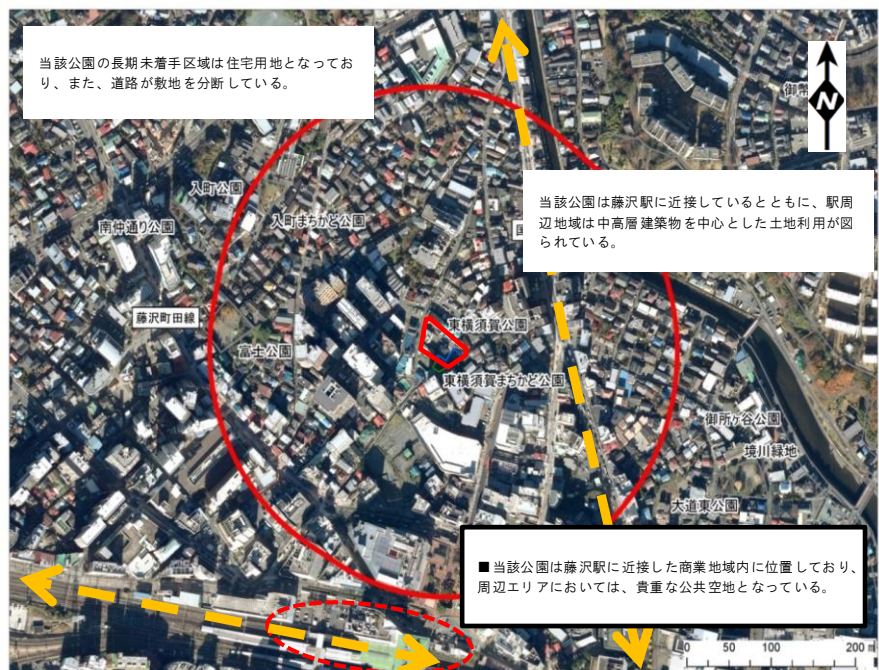 当該公園の長期未着手区域は住宅用地となってお
り、また、道路が敷地を分断している。
N
御幣
当該公園は藤沢駅に近接しているとともに、駅周
辺地域は中高層建築物を中心とした土地利用が図
られている。
入町公園
入町まちかど公園
南仲通り公園
国
藤沢町田線
東横須賀公園
富士公園
東横須賀まちかど公園
御所ヶ谷公園
境川緑地
大道東公園
■当該公園は藤沢駅に近接した商業地域内に位置しており、
周辺エリアにおいては、貴重な公共空地となっている。
0 50 100 200 m